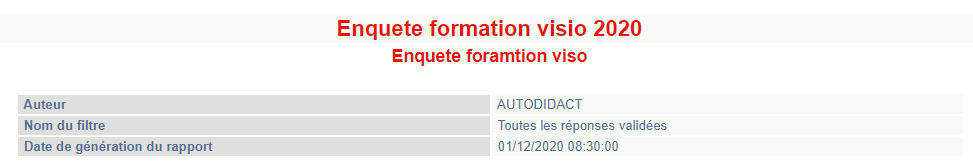 Enquete formation visio 2020
Enquete foramtion viso
Auteur AUTODIDACT
Nom du filtre Toutes les réponses validées
Date de génération du rapport 01/12/2020 08:30:00